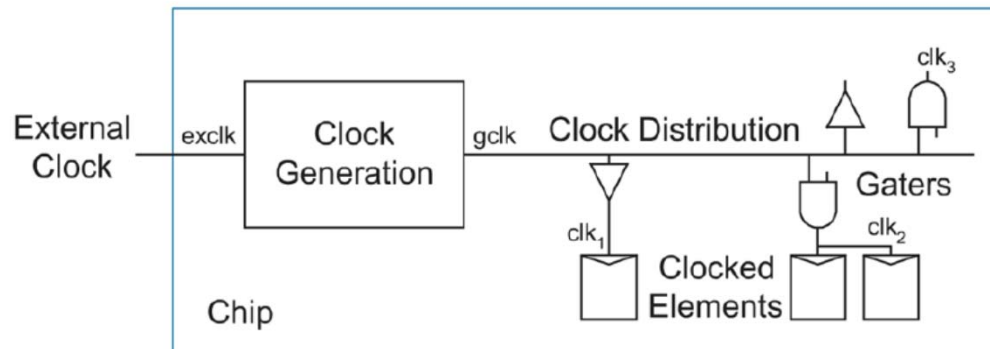 External
Clock
exclk
Clock
Generation
gclk
Clock Distribution
clk₃
Gaters
clk₁
clk₂
Clocked
Elements
Chip